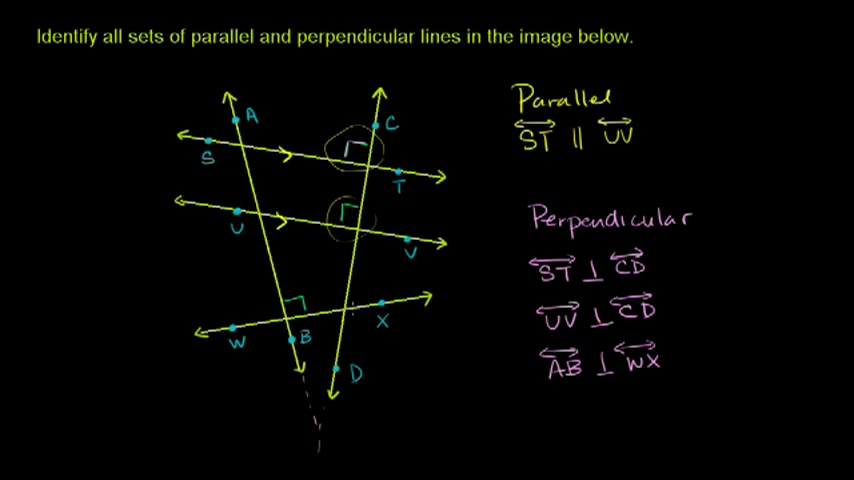 Identify all sets of parallel and perpendicular lines in the image below.
A
C
S
T
U
V
X
W
B
D
Parallel
ST || UV
Perpendicular
ST ⊥ CD
UV ⊥ CD
AB ⊥ WX